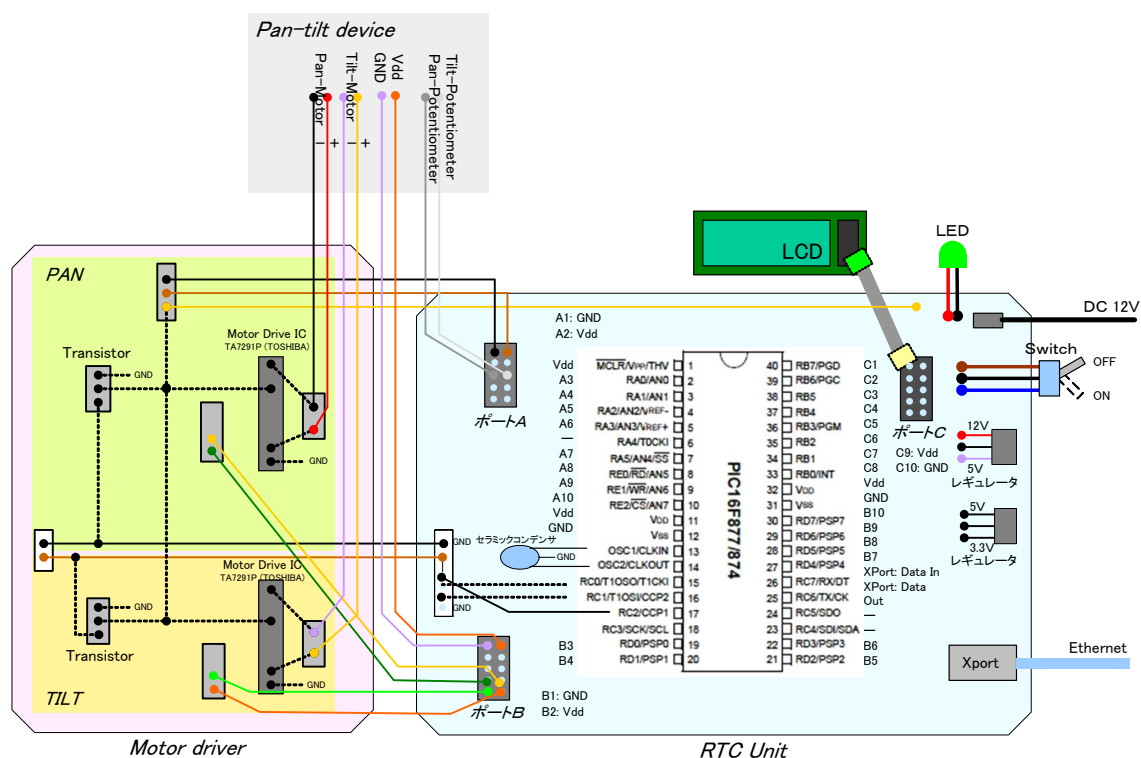 Pan-tilt device
Pan-Motor
Tilt-Motor
GND
Vdd
Pan-Potentiometer
Tilt-Potentiometer
− + − +
LCD
LED
DC 12V
Switch
OFF
ON
PAN
Transistor
GND
Motor Drive IC
TA7291P (TOSHIBA)
GND
Motor Drive IC
TA7291P (TOSHIBA)
GND
Transistor
GND
TILT
Motor driver
A1: GND
A2: Vdd
ポートA
Vdd
A3
A4
A5
A6
—
A7
A8
A9
A10
Vdd
GND
セラミックコンデンサ
GND
GND
GND
B3
B4
B1: GND
B2: Vdd
ポートB
MCLR/VPP/THV 1
RA0/AN0 2
RA1/AN1 3
RA2/AN2/VREF- 4
RA3/AN3/VREF+ 5
RA4/T0CKI 6
RA5/AN4/SS 7
RE0/RD/AN5 8
RE1/WR/AN6 9
RE2/CS/AN7 10
VDD 11
VSS 12
OSC1/CLKIN 13
OSC2/CLKOUT 14
RC0/T1OSO/T1CKI 15
RC1/T1OSI/CCP2 16
RC2/CCP1 17
RC3/SCK/SCL 18
RD0/PSP0 19
RD1/PSP1 20
PIC16F877/874
40 RB7/PGD
39 RB6/PGC
38 RB5
37 RB4
36 RB3/PGM
35 RB2
34 RB1
33 RB0/INT
32 VDD
31 VSS
30 RD7/PSP7
29 RD6/PSP6
28 RD5/PSP5
27 RD4/PSP4
26 RC7/RX/DT
25 RC6/TX/CK
24 RC5/SDO
23 RC4/SDI/SDA
22 RD3/PSP3
21 RD2/PSP2
C1
C2
C3
C4
C5
C6
C7
C8
Vdd
GND
B10
B9
B8
B7
XPort: Data In
XPort: Data
Out
—
—
B6
B5
ポートC
C9: Vdd
C10: GND
12V
5V
レギュレータ
5V
3.3V
レギュレータ
Xport
Ethernet
RTC Unit